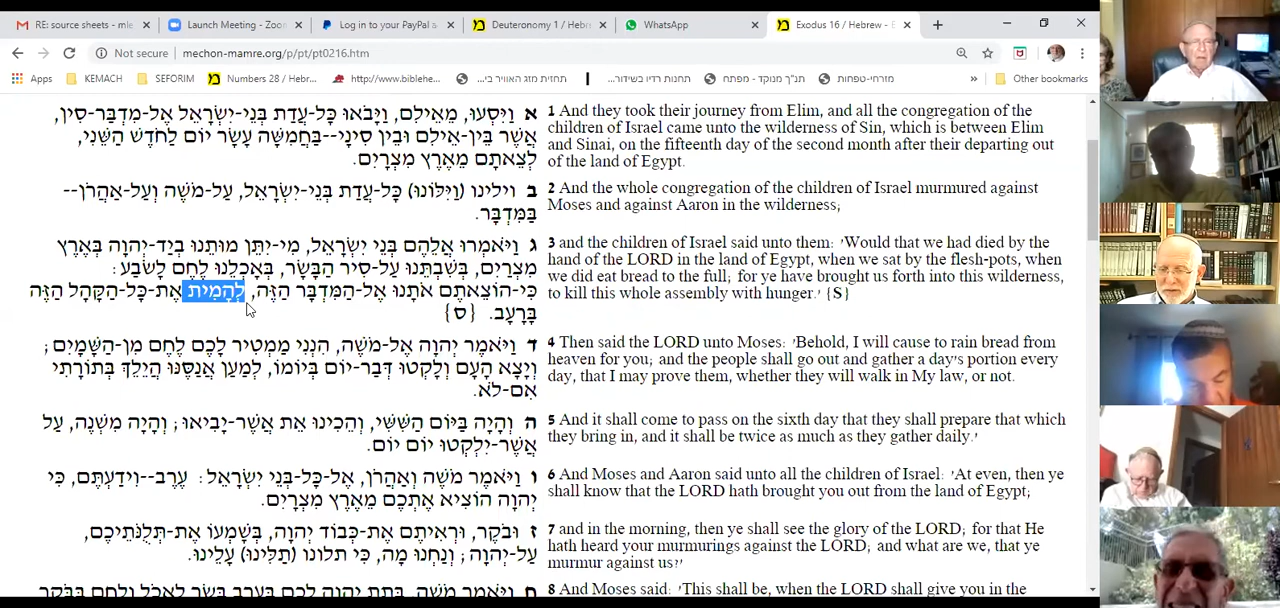 RE: source sheets - mle
Launch Meeting - Zoo
Log in to your PayPal a
Deuteronomy 1 / Hebr
WhatsApp
Exodus 16 / Hebrew - E
Not secure | mechon-mamre.org/p/pt/pt0216.htm
Apps
KEMACH
SEFORIM
Numbers 28 / Hebr...
http://www.biblehe...
תחזית מזג האוויר בי...
תחנות רדיו בשידור...
תנ"ך מנוקד - מפתח
מזרחי-טפחות
»
Other bookmarks
א וַיִּסְעוּ, מֵאֵילִם, וַיָּבֹאוּ כָּל-עֲדַת בְּנֵי-יִשְׂרָאֵל אֶל-מִדְבַּר-סִין,
אֲשֶׁר בֵּין-אֵילִם וּבֵין סִינָי--בַּחֲמִשָּׁה עָשָׂר יוֹם לַחֹדֶשׁ הַשֵּׁנִי,
לְצֵאתָם מֵאֶרֶץ מִצְרָיִם.
1 And they took their journey from Elim, and all the congregation of the
children of Israel came unto the wilderness of Sin, which is between Elim
and Sinai, on the fifteenth day of the second month after their departing out
of the land of Egypt.
ב וילינו (וַיִּלּוֹנוּ) כָּל-עֲדַת בְּנֵי-יִשְׂרָאֵל, עַל-מֹשֶׁה וְעַל-אַהֲרֹן--
בַּמִּדְבָּר.
2 And the whole congregation of the children of Israel murmured against
Moses and against Aaron in the wilderness;
ג וַיֹּאמְרוּ אֲלֵהֶם בְּנֵי יִשְׂרָאֵל, מִי-יִתֵּן מוּתֵנוּ בְיַד-יְהוָה בְּאֶרֶץ
מִצְרַיִם, בְּשִׁבְתֵּנוּ עַל-סִיר הַבָּשָׂר, בְּאָכְלֵנוּ לֶחֶם לָשֹׂבַע:
כִּי-הוֹצֵאתֶם אֹתָנוּ אֶל-הַמִּדְבָּר הַזֶּה, לְהָמִית אֶת-כָּל-הַקָּהָל הַזֶּה
בָּרָעָב. {ס}
3 and the children of Israel said unto them: 'Would that we had died by the
hand of the LORD in the land of Egypt, when we sat by the flesh-pots, when
we did eat bread to the full; for ye have brought us forth into this wilderness,
to kill this whole assembly with hunger.' {S}
ד וַיֹּאמֶר יְהוָה אֶל-מֹשֶׁה, הִנְנִי מַמְטִיר לָכֶם לֶחֶם מִן-הַשָּׁמָיִם;
וְיָצָא הָעָם וְלָקְטוּ דְּבַר-יוֹם בְּיוֹמוֹ, לְמַעַן אֲנַסֶּנּוּ הֲיֵלֵךְ בְּתוֹרָתִי
אִם-לֹא.
4 Then said the LORD unto Moses: 'Behold, I will cause to rain bread from
heaven for you; and the people shall go out and gather a day's portion every
day, that I may prove them, whether they will walk in My law, or not.
ה וְהָיָה בַּיּוֹם הַשִּׁשִּׁי, וְהֵכִינוּ אֵת אֲשֶׁר-יָבִיאוּ; וְהָיָה מִשְׁנֶה, עַל
אֲשֶׁר-יִלְקְטוּ יוֹם יוֹם.
5 And it shall come to pass on the sixth day that they shall prepare that which
they bring in, and it shall be twice as much as they gather daily.'
ו וַיֹּאמֶר מֹשֶׁה וְאַהֲרֹן, אֶל-כָּל-בְּנֵי יִשְׂרָאֵל: עֶרֶב--וִידַעְתֶּם, כִּי
יְהוָה הוֹצִיא אֶתְכֶם מֵאֶרֶץ מִצְרָיִם.
6 And Moses and Aaron said unto all the children of Israel: 'At even, then ye
shall know that the LORD hath brought you out from the land of Egypt;
ז וּבֹקֶר, וּרְאִיתֶם אֶת-כְּבוֹד יְהוָה, בְּשָׁמְעוֹ אֶת-תְּלֻנֹּתֵיכֶם,
עַל-יְהוָה; וְנַחְנוּ מָה, כִּי תלונו (תַלִּינוּ) עָלֵינוּ.
7 and in the morning, then ye shall see the glory of the LORD; for that He
hath heard your murmurings against the LORD; and what are we, that ye
murmur against us?'
ח וַיֹּאמֶר מֹשֶׁה, בְּתֵת יְהוָה לָכֶם בָּעֶרֶב בָּשָׂר לֶאֱכֹל וְלֶחֶם בַּבֹּקֶר
8 And Moses said: 'This shall be, when the LORD shall give you in the